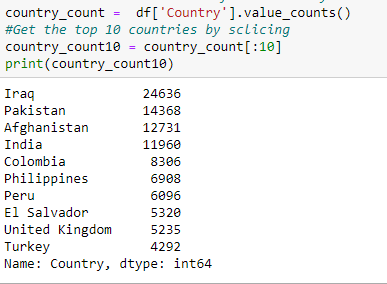 country_count =  df['Country'].value_counts()
#Get the top 10 countries by sclicing
country_count10 = country_count[:10]
print(country_count10)
Iraq              24636
Pakistan          14368
Afghanistan       12731
India             11960
Colombia           8306
Philippines        6908
Peru               6096
El Salvador        5320
United Kingdom     5235
Turkey             4292
Name: Country, dtype: int64